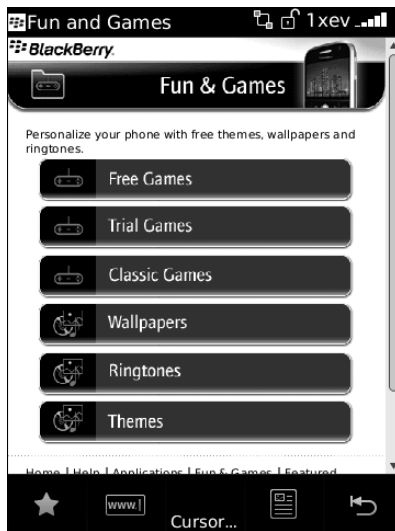 Fun and Games 1xev
BlackBerry.
Fun & Games
Personalize your phone with free themes, wallpapers and
ringtones.
Free Games
Trial Games
Classic Games
Wallpapers
Ringtones
Themes
Home | Help | Applications | Fun & Games | Featured
www.
Cursor...